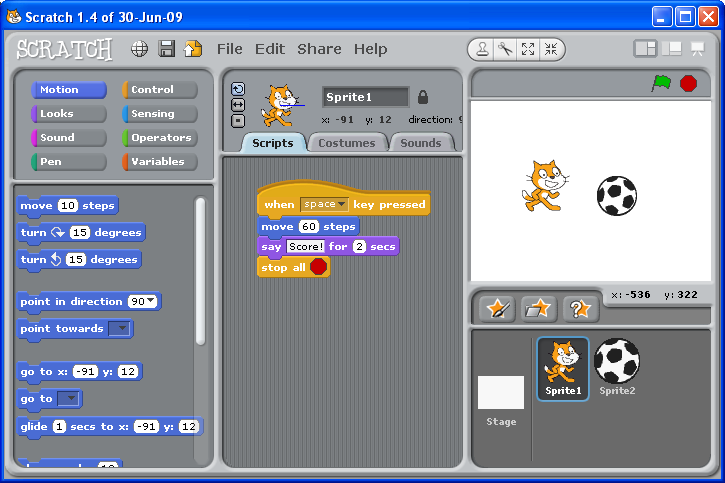 Scratch 1.4 of 30-Jun-09
SCRATCH File Edit Share Help
Motion Control
Looks Sensing
Sound Operators
Pen Variables
move 10 steps
turn 15 degrees
turn 15 degrees
point in direction 90
point towards
go to x: -91 y: 12
go to
glide 1 secs to x: -91 y: 12
Sprite1
x: -91 y: 12 direction: 9
Scripts Costumes Sounds
when space key pressed
move 60 steps
say Score! for 2 secs
stop all
x: -536 y: 322
Sprite1 Sprite2
Stage